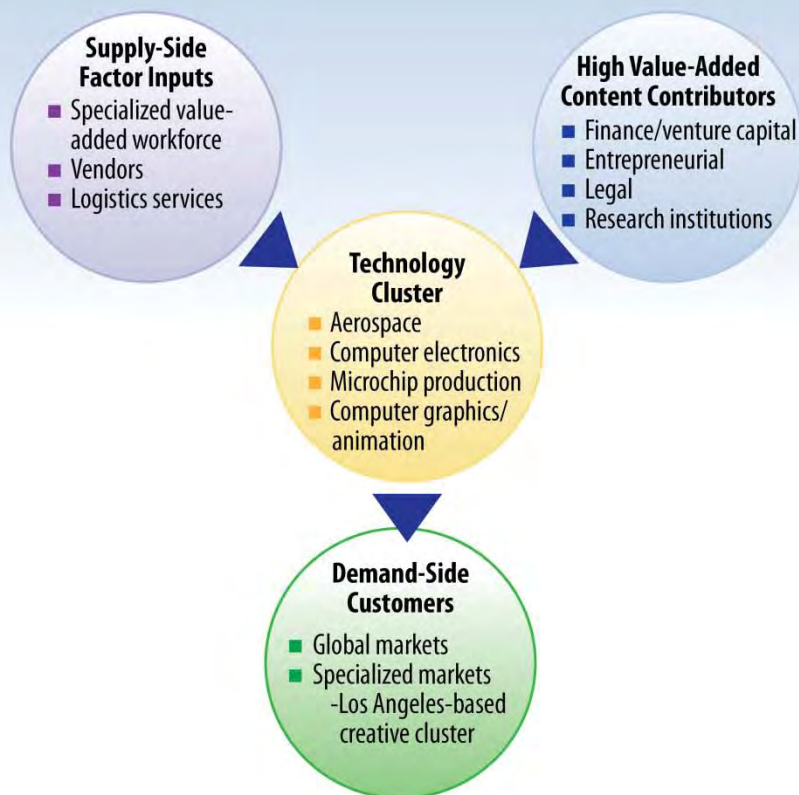 Supply-Side
Factor Inputs
■ Specialized value-
added workforce
■ Vendors
■ Logistics services
High Value-Added
Content Contributors
■ Finance/venture capital
■ Entrepreneurial
■ Legal
■ Research institutions
Technology
Cluster
■ Aerospace
■ Computer electronics
■ Microchip production
■ Computer graphics/
animation
Demand-Side
Customers
■ Global markets
■ Specialized markets
-Los Angeles-based
creative cluster